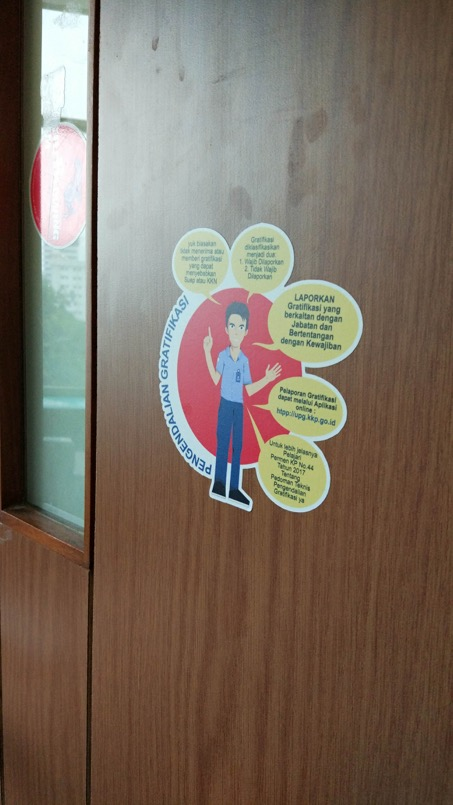 PENGENDALIAN GRATIFIKASI
yuk biasakan
tidak menerima atau
memberi gratifikasi
yang dapat
menyebabkan
Suap atau KKN
Gratifikasi
diklasifikasikan
menjadi dua
1. Wajib Dilaporkan
2. Tidak Wajib
Dilaporkan
LAPORKAN
Gratifikasi yang
berkaitan dengan
Jabatan dan
Bertentangan
dengan Kewajiban
Pelaporan Gratifikasi
dapat melalui Aplikasi
online :
htpp://upg.kkp.go.id
Untuk lebih jelasnya
Pelajari
Permen KP No.44
Tahun 2017
Tentang
Pedoman Teknis
Pengendalian
Gratifikasi ya